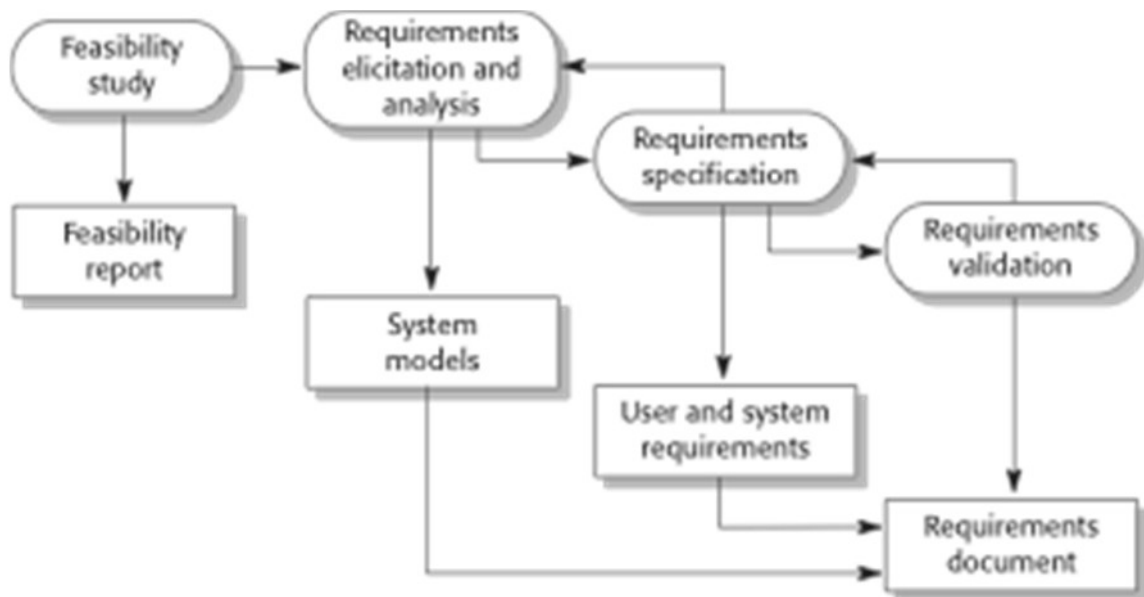 Feasibility
study
Requirements
elicitation and
analysis
Requirements
specification
Requirements
validation
Feasibility
report
System
models
User and system
requirements
Requirements
document